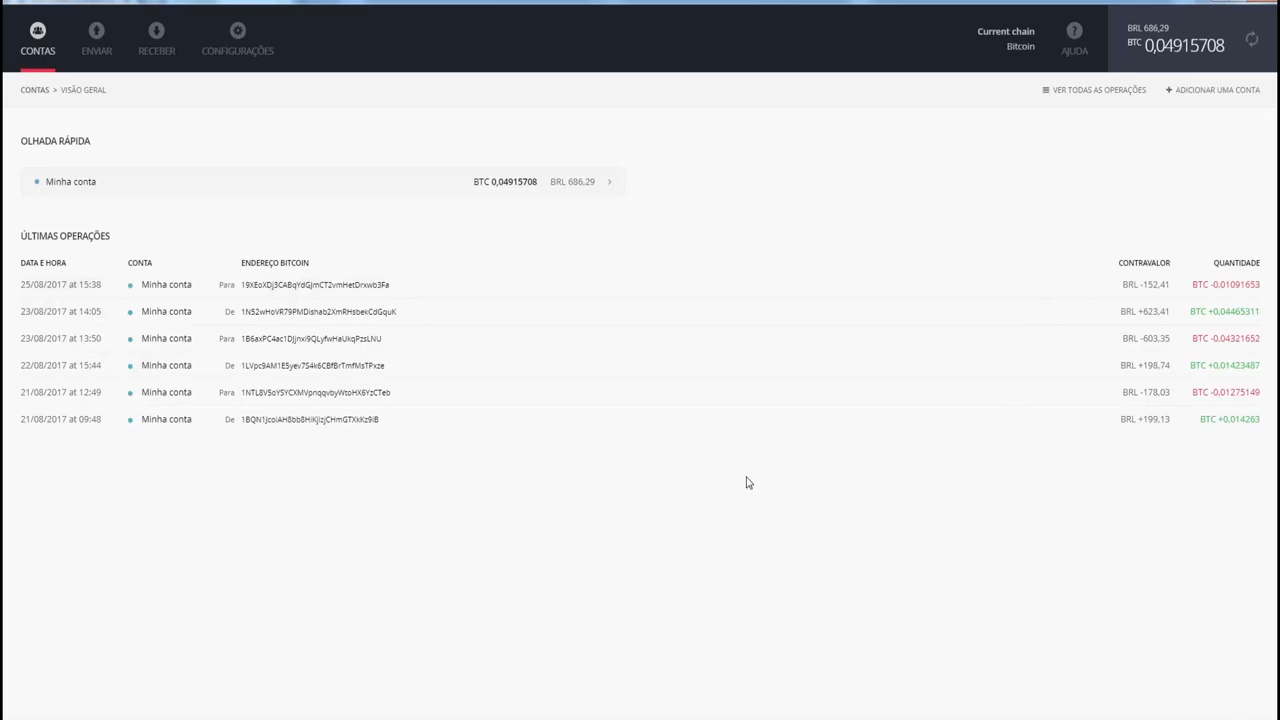 CONTAS ENVIAR RECEBER CONFIGURAÇÕES
Current chain
Bitcoin
AJUDA
BRL 686,29
BTC 0,04915708
CONTAS > VISÃO GERAL
VER TODAS AS OPERAÇÕES + ADICIONAR UMA CONTA
OLHADA RÁPIDA
Minha conta BTC 0,04915708 BRL 686,29 >
ÚLTIMAS OPERAÇÕES
DATA E HORA CONTA ENDEREÇO BITCOIN CONTRAVALOR QUANTIDADE
25/08/2017 at 15:38 Minha conta Para 19XEoXDj3CABqYdGJmCT2vmHetDrxwb3Fa BRL -152,41 BTC -0,01091653
23/08/2017 at 14:05 Minha conta De 1N52wHoVR79PMDishab2XmRHsbekCdGquK BRL +623,41 BTC +0,04465311
23/08/2017 at 13:50 Minha conta Para 1B6axPC4ac1DJjnxi9QLyfwHaUkqPzsLNU BRL -603,35 BTC -0,04321652
22/08/2017 at 15:44 Minha conta De 1LVpc9AM1E5yev7S4k6CBfBrTmfMsTPxze BRL +198,74 BTC +0,01423487
21/08/2017 at 12:49 Minha conta Para 1NTL8V5oYSYCXMVpnqqvbyWtoHX6YzCTeb BRL -178,03 BTC -0,01275149
21/08/2017 at 09:48 Minha conta De 1BQN1JcoiAH8bb8HiKjizjCHmGTXkKz9iB BRL +199,13 BTC +0,014263